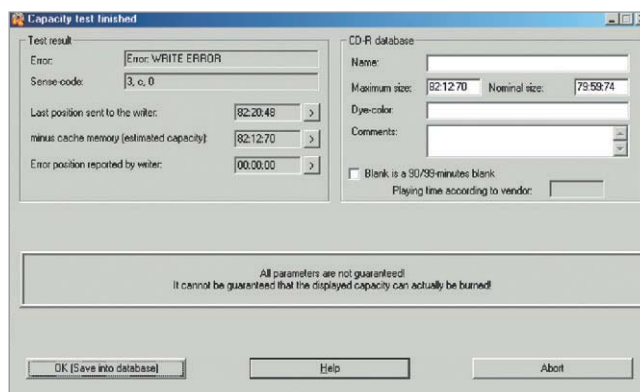 Capacity test finished
Test result
Error: Error: WRITE ERROR
Sense-code: 3, c, 0
Last position sent to the writer: 82:20:48 >
minus cache memory (estimated capacity): 82:12:70 >
Error position reported by writer: 00:00:00 >
CD-R database
Name:
Maximum size: 82:12:70 Nominal size: 79:59:74
Dye-color:
Comments:
Blank is a 90/99-minutes blank
Playing time according to vendor:
All parameters are not guaranteed!
It cannot be guaranteed that the displayed capacity can actually be burned!
OK (Save into database) Help Abort